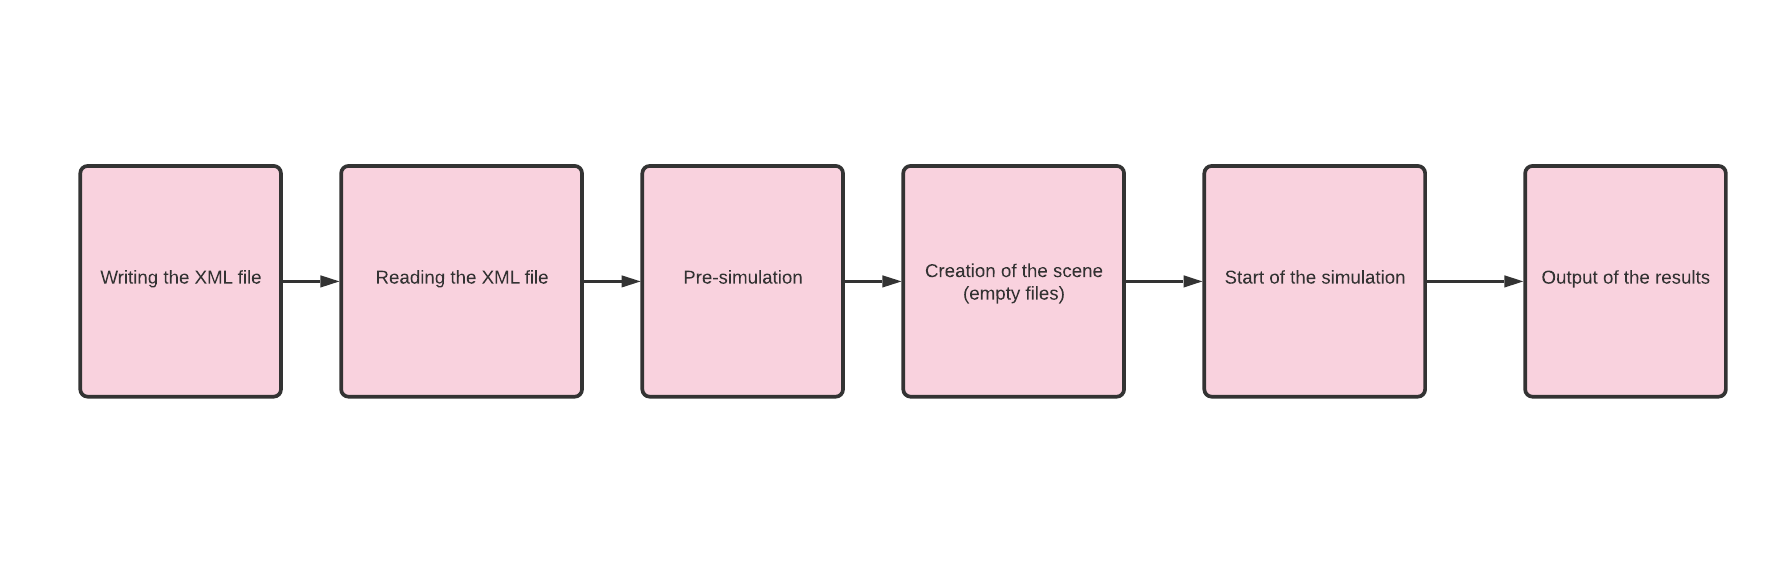 Writing the XML file
Reading the XML file
Pre-simulation
Creation of the scene
(empty files)
Start of the simulation
Output of the results